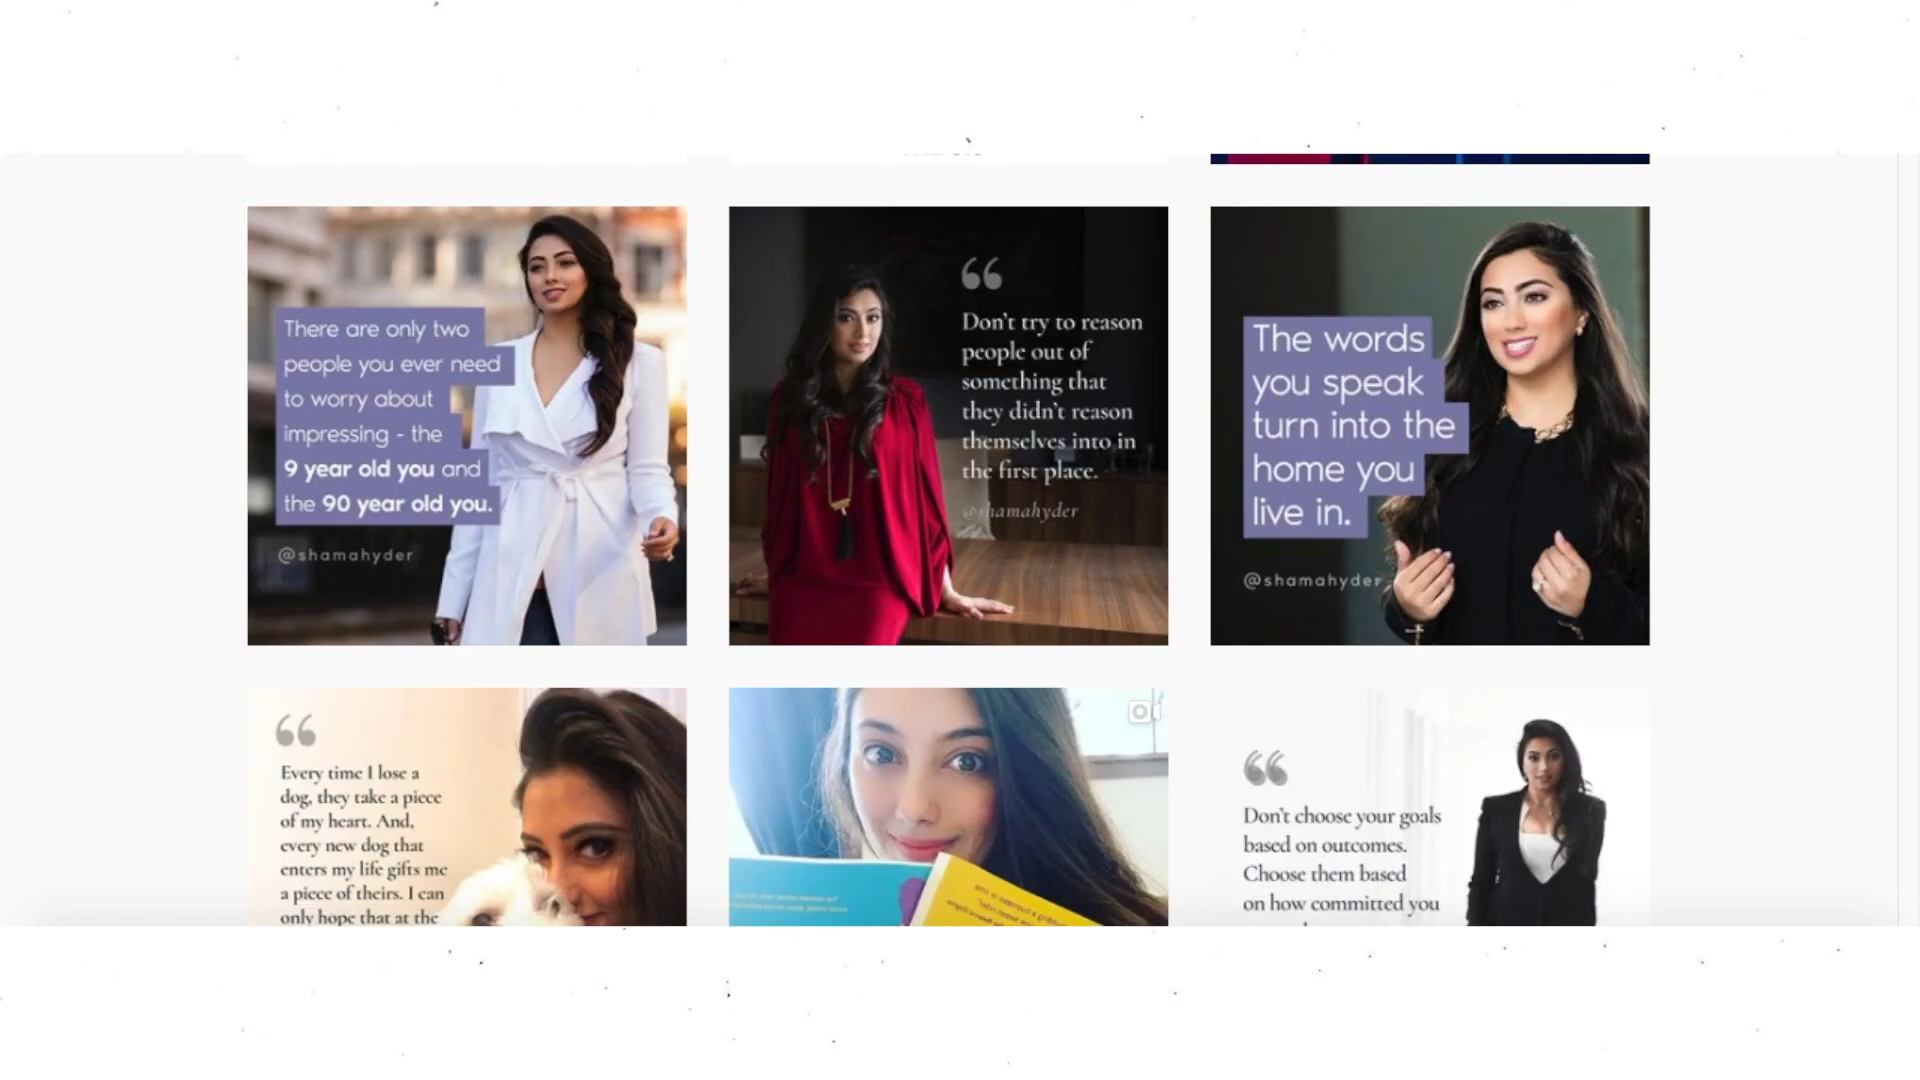 There are only two
people you ever need
to worry about
impressing - the
9 year old you and
the 90 year old you.
@shamahyder
Don't try to reason
people out of
something that
they didn't reason
themselves into in
the first place.
@shamahyder
The words
you speak
turn into the
home you
live in.
@shamahyder
Every time I lose a
dog, they take a piece
of my heart. And,
every new dog that
enters my life gifts me
a piece of theirs. I can
only hope that at the
Don't choose your goals
based on outcomes.
Choose them based
on how committed you